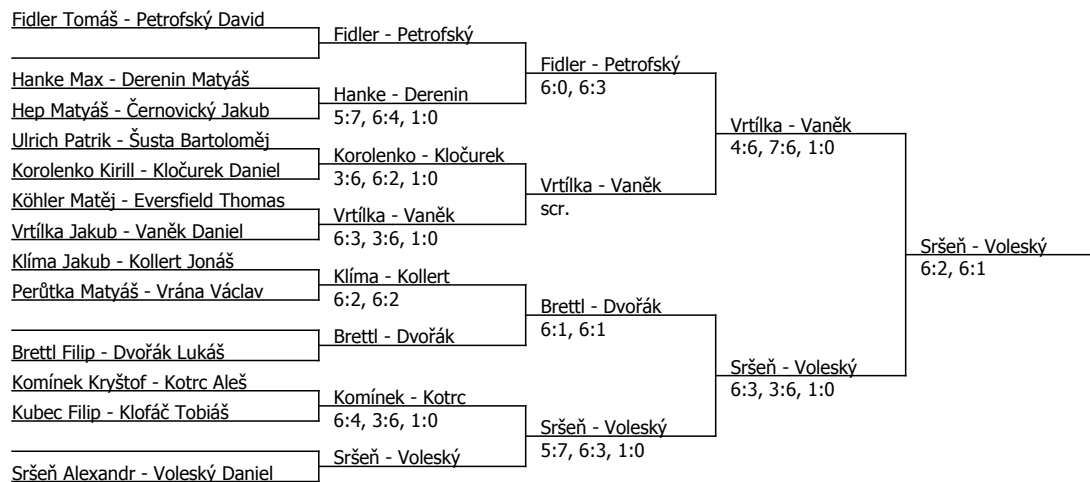 Fidler Tomáš - Petrofský David
Hanke Max - Derenin Matyáš
Hep Matyáš - Černovický Jakub
Ulrich Patrik - Šusta Bartoloměj
Korolenko Kirill - Kločurek Daniel
Köhler Matěj - Eversfield Thomas
Vrtílka Jakub - Vaněk Daniel
Klíma Jakub - Kollert Jonáš
Perůtka Matyáš - Vrána Václav
Brettl Filip - Dvořák Lukáš
Komínek Kryštof - Kotrc Aleš
Kubec Filip - Klofáč Tobiáš
Sršeň Alexandr - Voleský Daniel
Fidler - Petrofský
Hanke - Derenin
5:7, 6:4, 1:0
Korolenko - Kločurek
3:6, 6:2, 1:0
Vrtílka - Vaněk
6:3, 3:6, 1:0
Klíma - Kollert
6:2, 6:2
Brettl - Dvořák
Komínek - Kotrc
6:4, 3:6, 1:0
Sršeň - Voleský
Fidler - Petrofský
6:0, 6:3
Vrtílka - Vaněk
scr.
Brettl - Dvořák
6:1, 6:1
Sršeň - Voleský
5:7, 6:3, 1:0
Vrtílka - Vaněk
4:6, 7:6, 1:0
Sršeň - Voleský
6:3, 3:6, 1:0
Sršeň - Voleský
6:2, 6:1